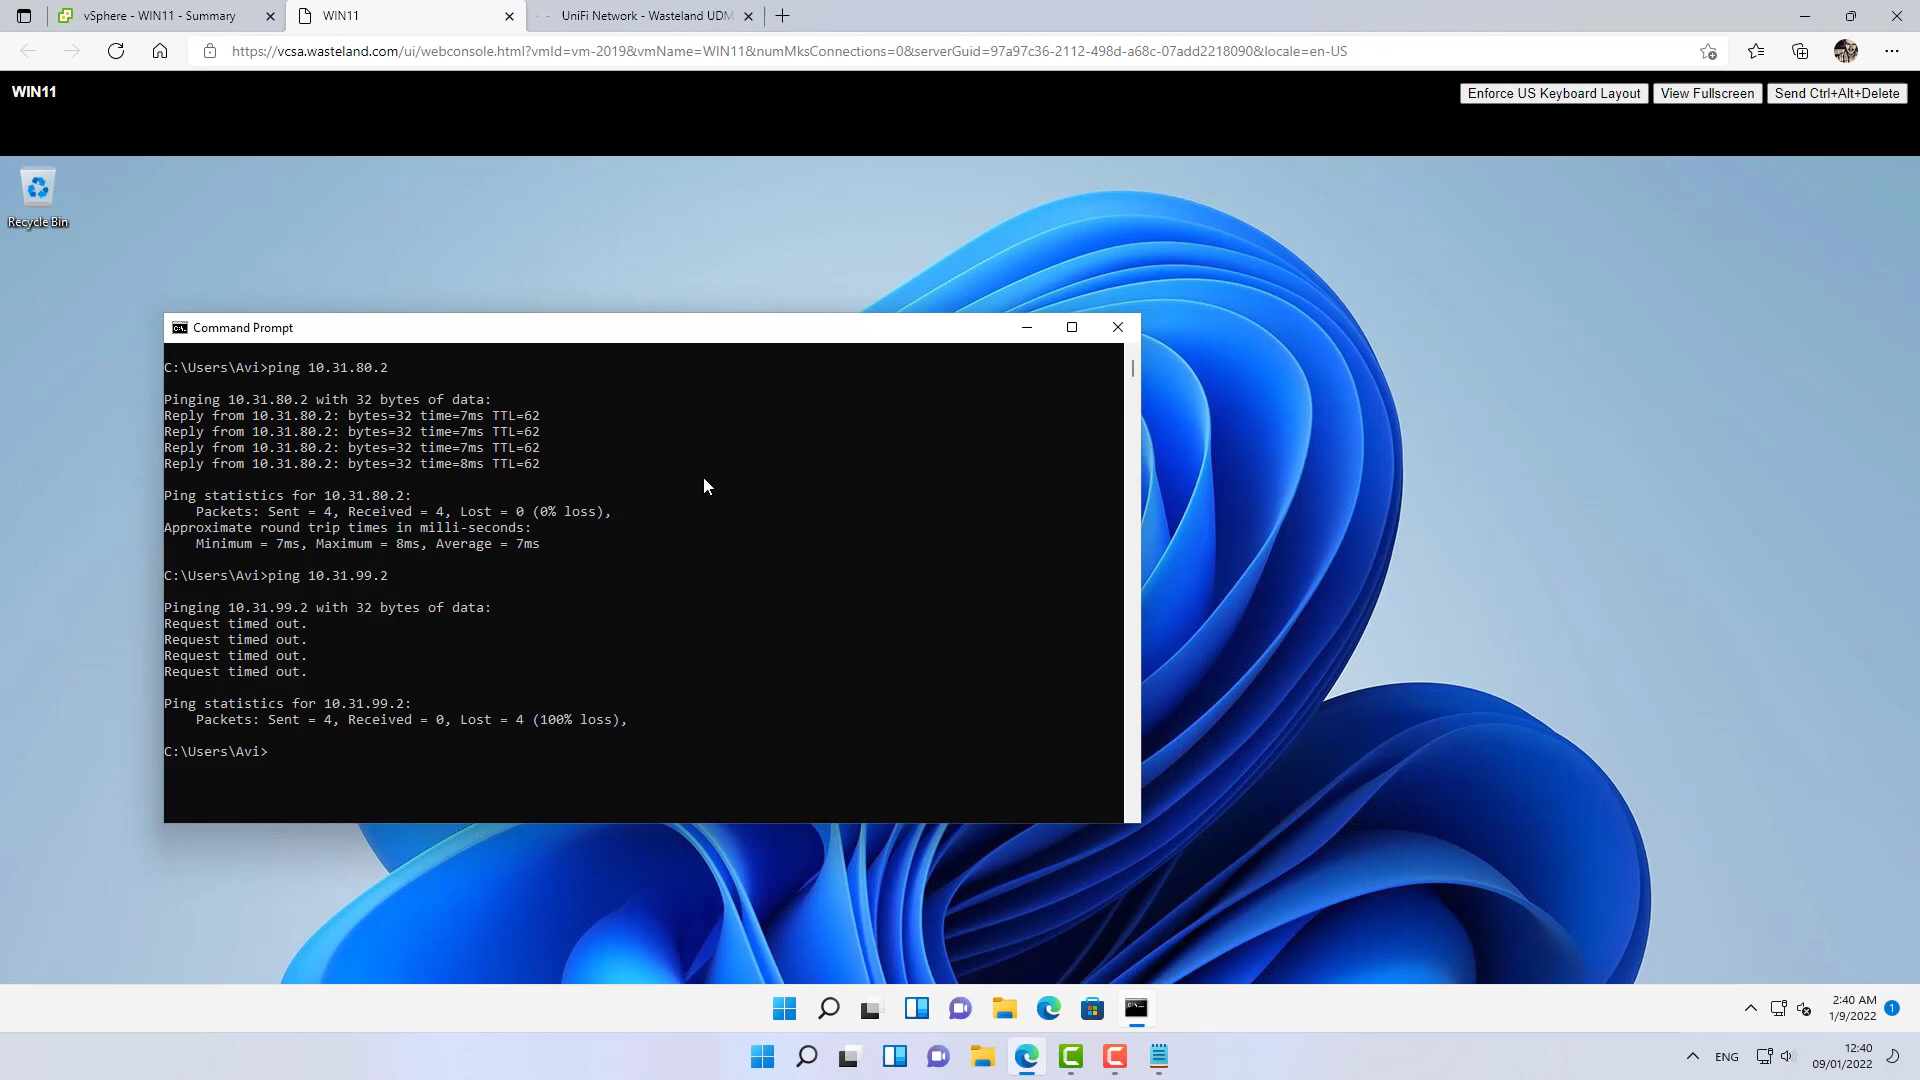 vSphere - WIN11 - Summary
WIN11
UniFi Network - Wasteland UDM
https://vcsa.wasteland.com/ui/webconsole.html?vmId=vm-2019&vmName=WIN11&numMksConnections=0&serverGuid=97a97c36-2112-498d-a68c-07add2218090&locale=en-US
WIN11
Enforce US Keyboard Layout
View Fullscreen
Send Ctrl+Alt+Delete
Recycle Bin
Command Prompt
C:\Users\Avi>ping 10.31.80.2
Pinging 10.31.80.2 with 32 bytes of data:
Reply from 10.31.80.2: bytes=32 time=7ms TTL=62
Reply from 10.31.80.2: bytes=32 time=7ms TTL=62
Reply from 10.31.80.2: bytes=32 time=7ms TTL=62
Reply from 10.31.80.2: bytes=32 time=8ms TTL=62
Ping statistics for 10.31.80.2:
Packets: Sent = 4, Received = 4, Lost = 0 (0% loss),
Approximate round trip times in milli-seconds:
Minimum = 7ms, Maximum = 8ms, Average = 7ms
C:\Users\Avi>ping 10.31.99.2
Pinging 10.31.99.2 with 32 bytes of data:
Request timed out.
Request timed out.
Request timed out.
Request timed out.
Ping statistics for 10.31.99.2:
Packets: Sent = 4, Received = 0, Lost = 4 (100% loss),
C:\Users\Avi>
2:40 AM
1/9/2022
1
ENG
12:40
09/01/2022